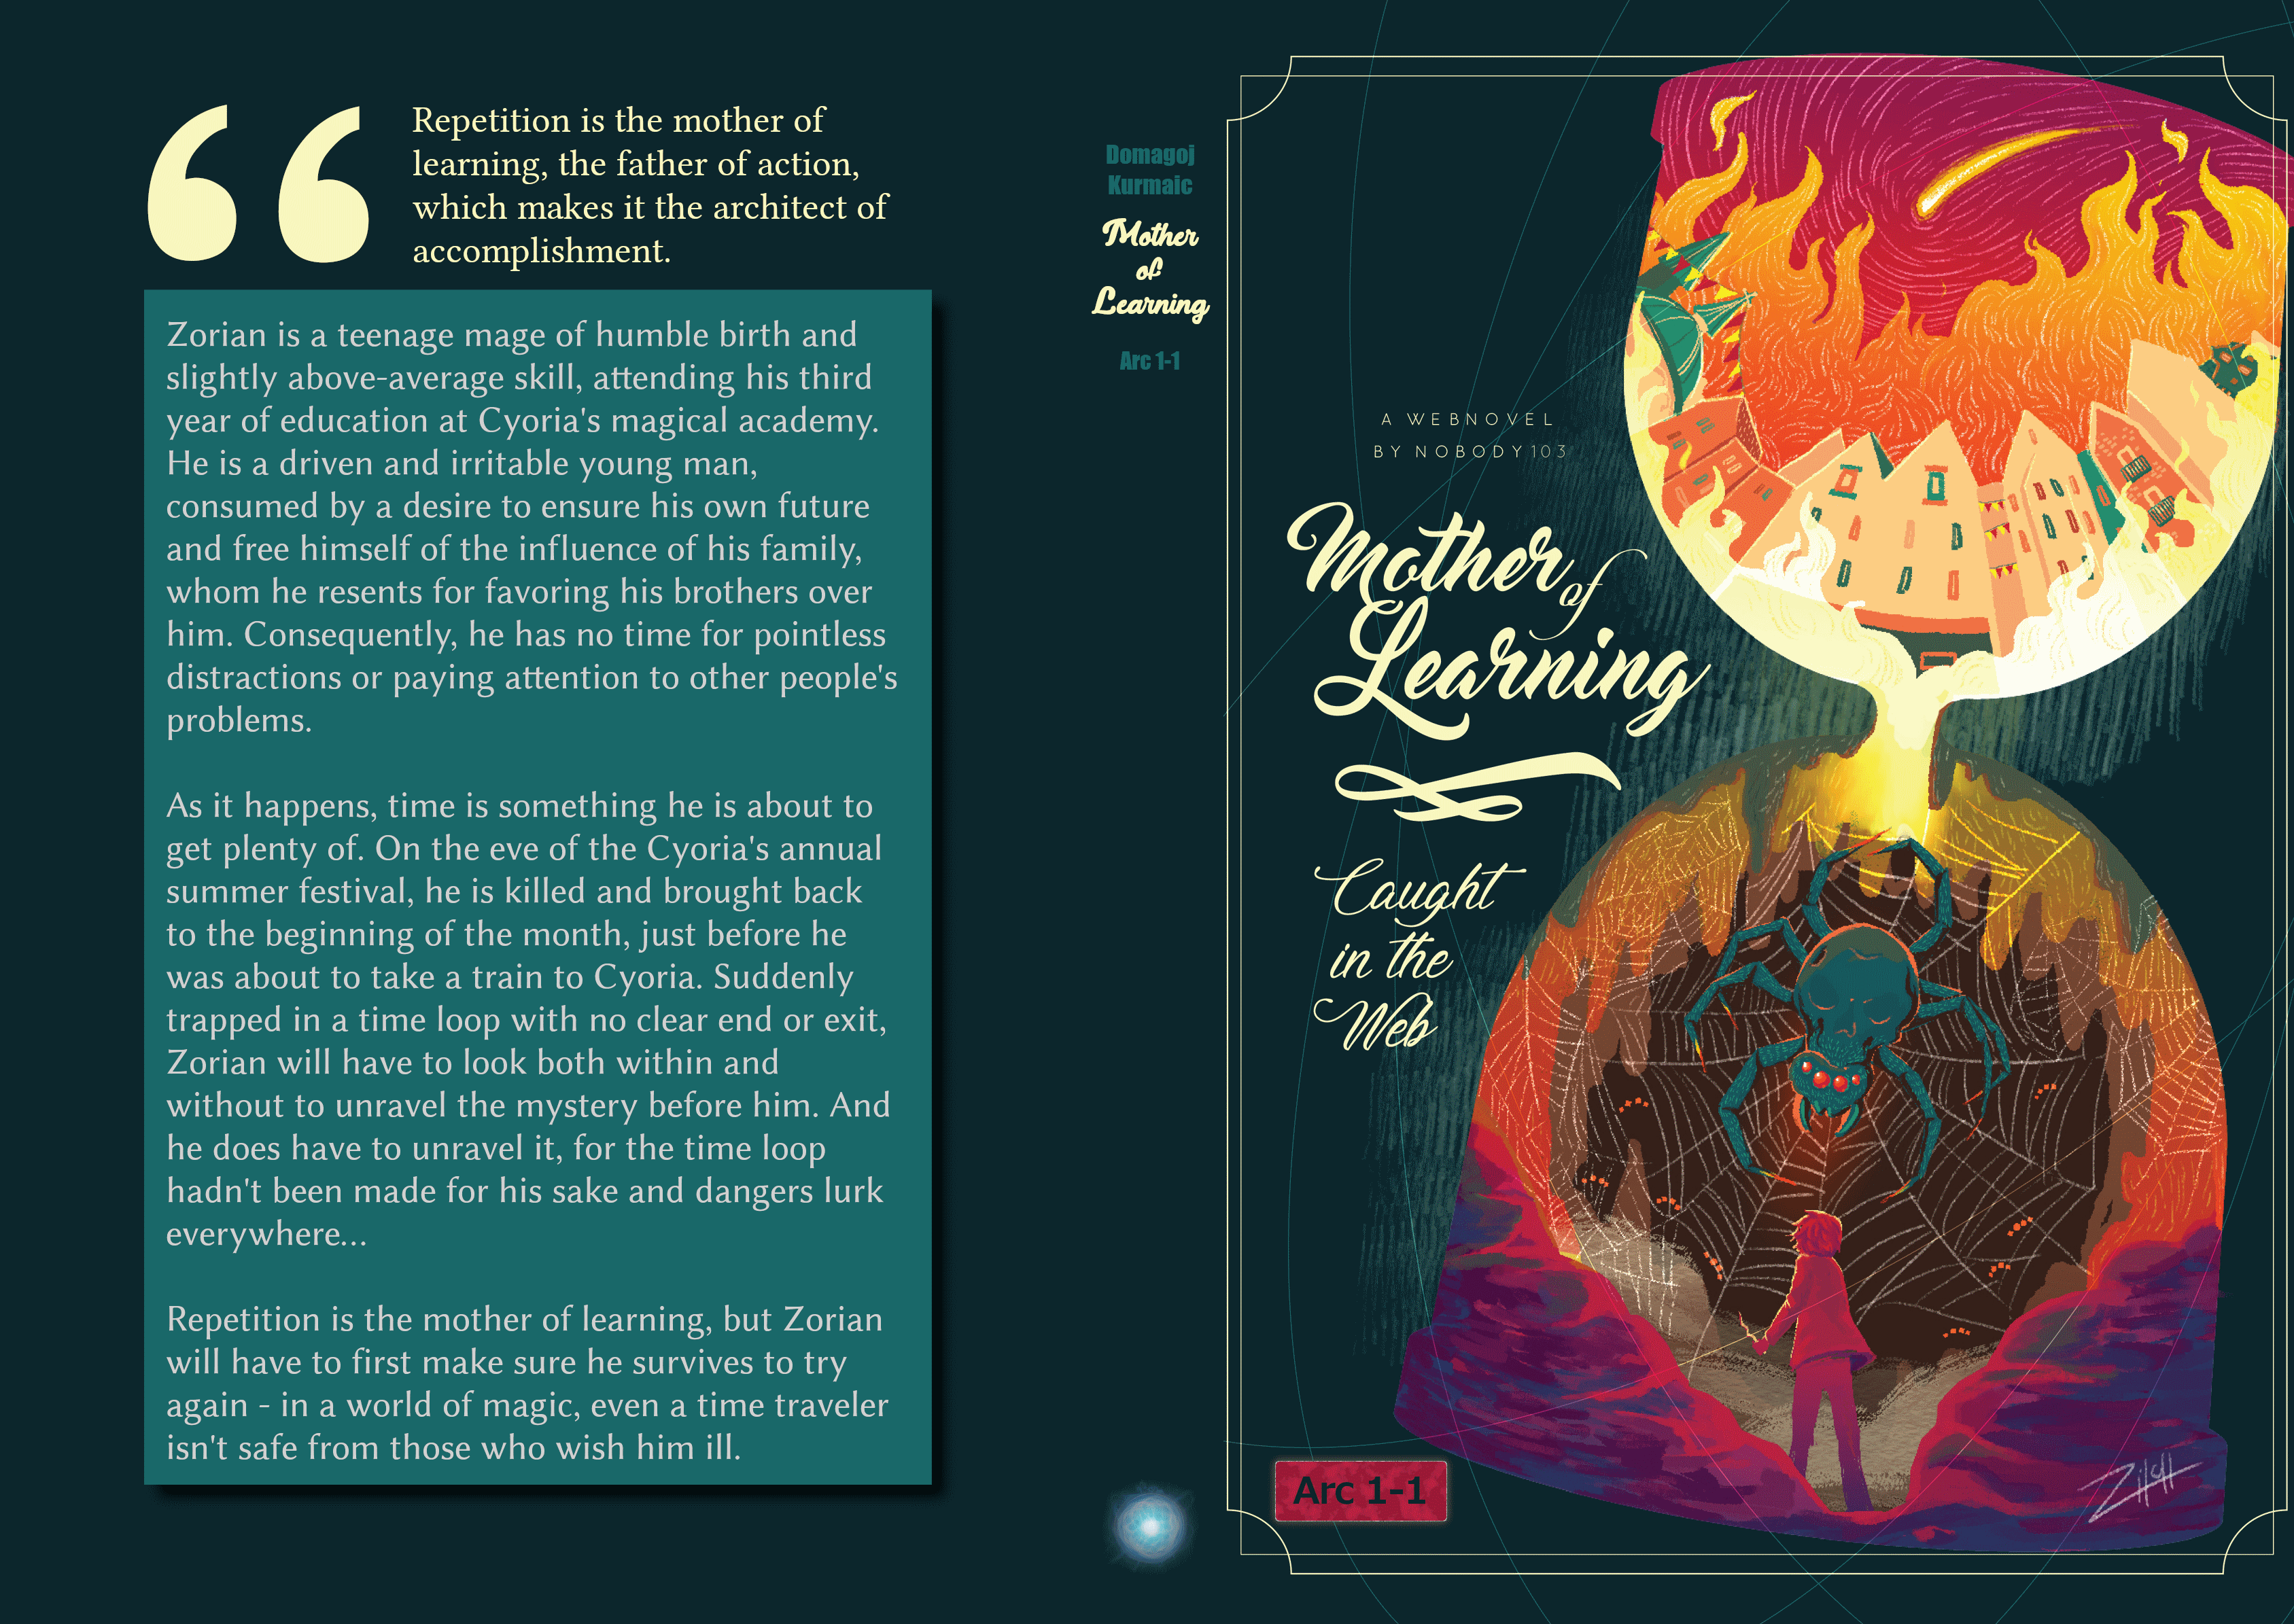 Repetition is the mother of
learning, the father of action,
which makes it the architect of
accomplishment.
Zorian is a teenage mage of humble birth and
slightly above-average skill, attending his third
year of education at Cyoria's magical academy.
He is a driven and irritable young man,
consumed by a desire to ensure his own future
and free himself of the influence of his family,
whom he resents for favoring his brothers over
him. Consequently, he has no time for pointless
distractions or paying attention to other people's
problems.
As it happens, time is something he is about to
get plenty of. On the eve of the Cyoria's annual
summer festival, he is killed and brought back
to the beginning of the month, just before he
was about to take a train to Cyoria. Suddenly
trapped in a time loop with no clear end or exit,
Zorian will have to look both within and
without to unravel the mystery before him. And
he does have to unravel it, for the time loop
hadn't been made for his sake and dangers lurk
everywhere...
Repetition is the mother of learning, but Zorian
will have to first make sure he survives to try
again - in a world of magic, even a time traveler
isn't safe from those who wish him ill.
Domagoj
Kurmaic
Mother
of
Learning
Arc 1-1
A WEBNOVEL
BY NOBODY103
Mother of
Learning
Caught
in the
Web
Arc 1-1